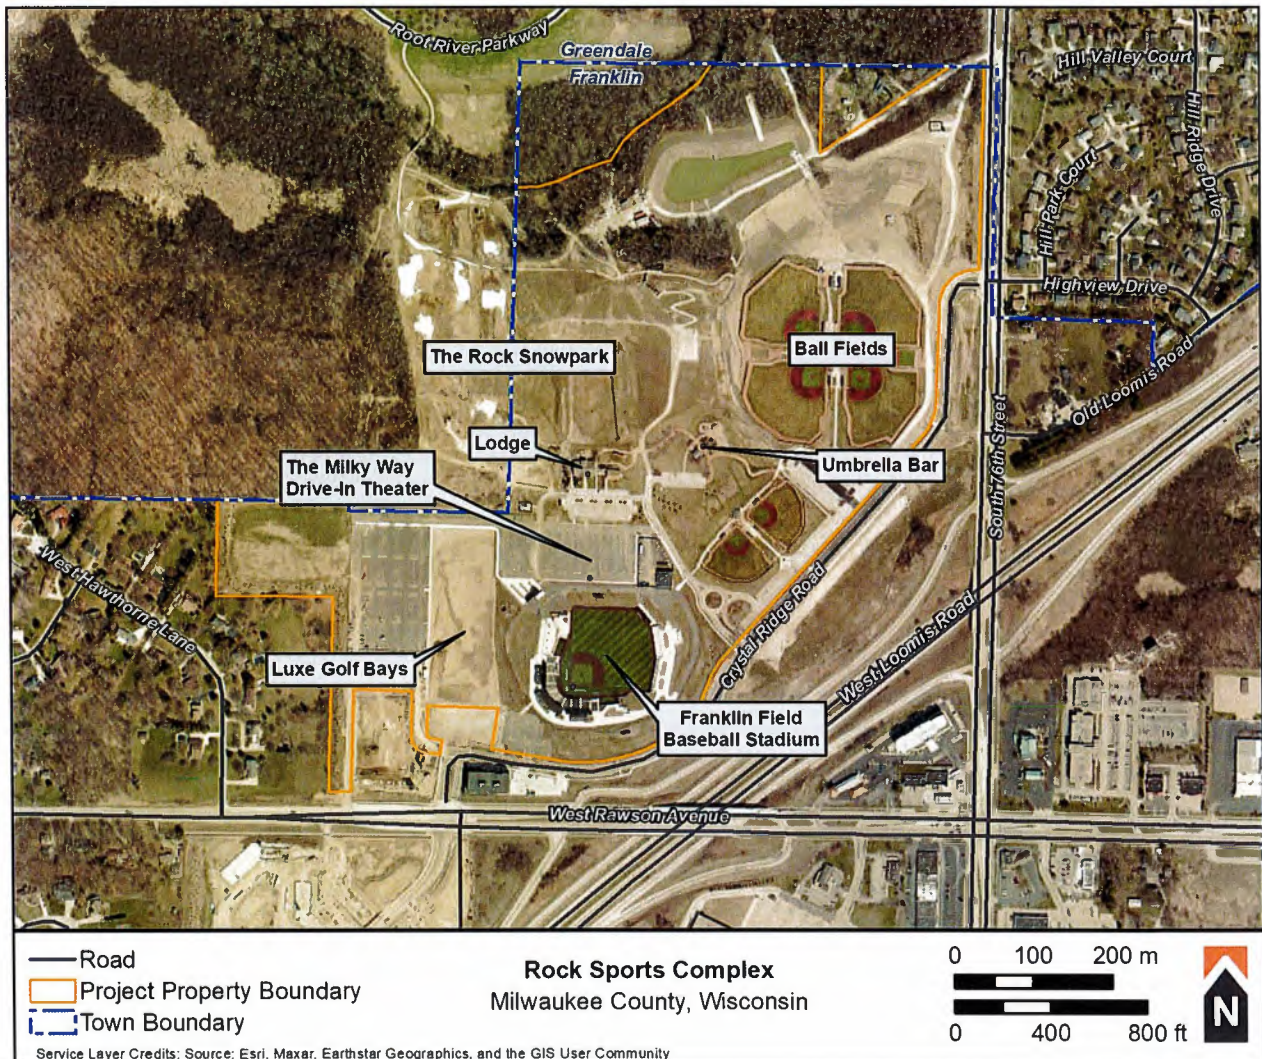 Root River Parkway
Greendale
Franklin
Hill Valley Court
Hill Ridge Drive
Hill Park Court
Highview Drive
Old Loomis Road
The Rock Snowpark
Ball Fields
Lodge
Umbrella Bar
The Milky Way
Drive-In Theater
South 76th Street
West Hawthorne Lane
Crystal Ridge Road
West Loomis Road
Luxe Golf Bays
Franklin Field
Baseball Stadium
West Rawson Avenue
Road
Project Property Boundary
Town Boundary
Rock Sports Complex
Milwaukee County, Wisconsin
0 100 200 m
0 400 800 ft
N
Service Layer Credits: Source: Esri, Maxar, Earthstar Geographics, and the GIS User Community